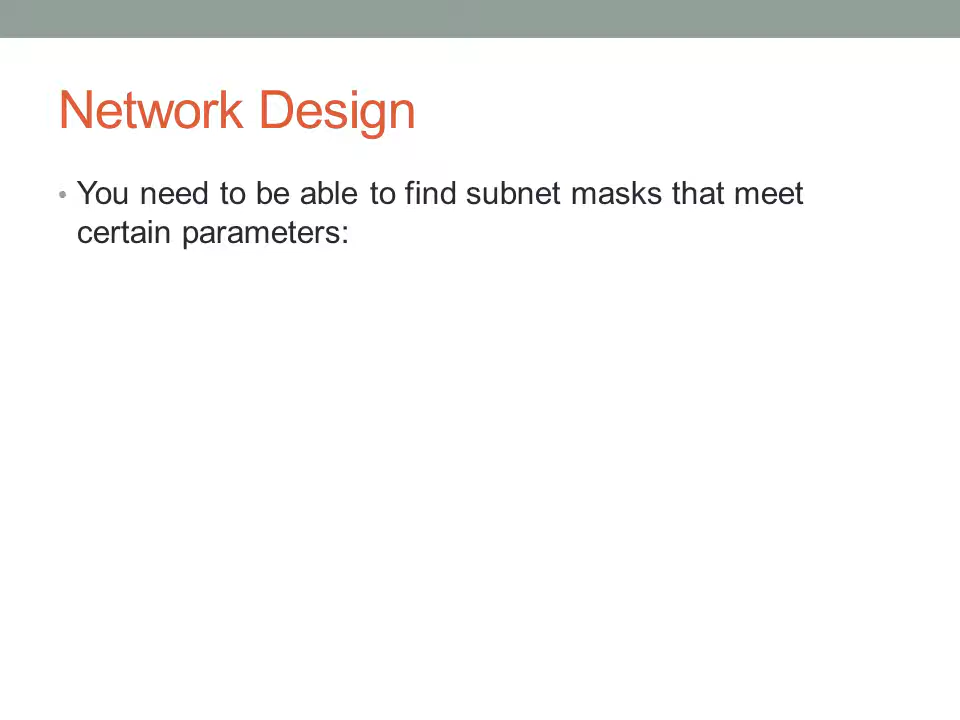 Network Design
• You need to be able to find subnet masks that meet
certain parameters: